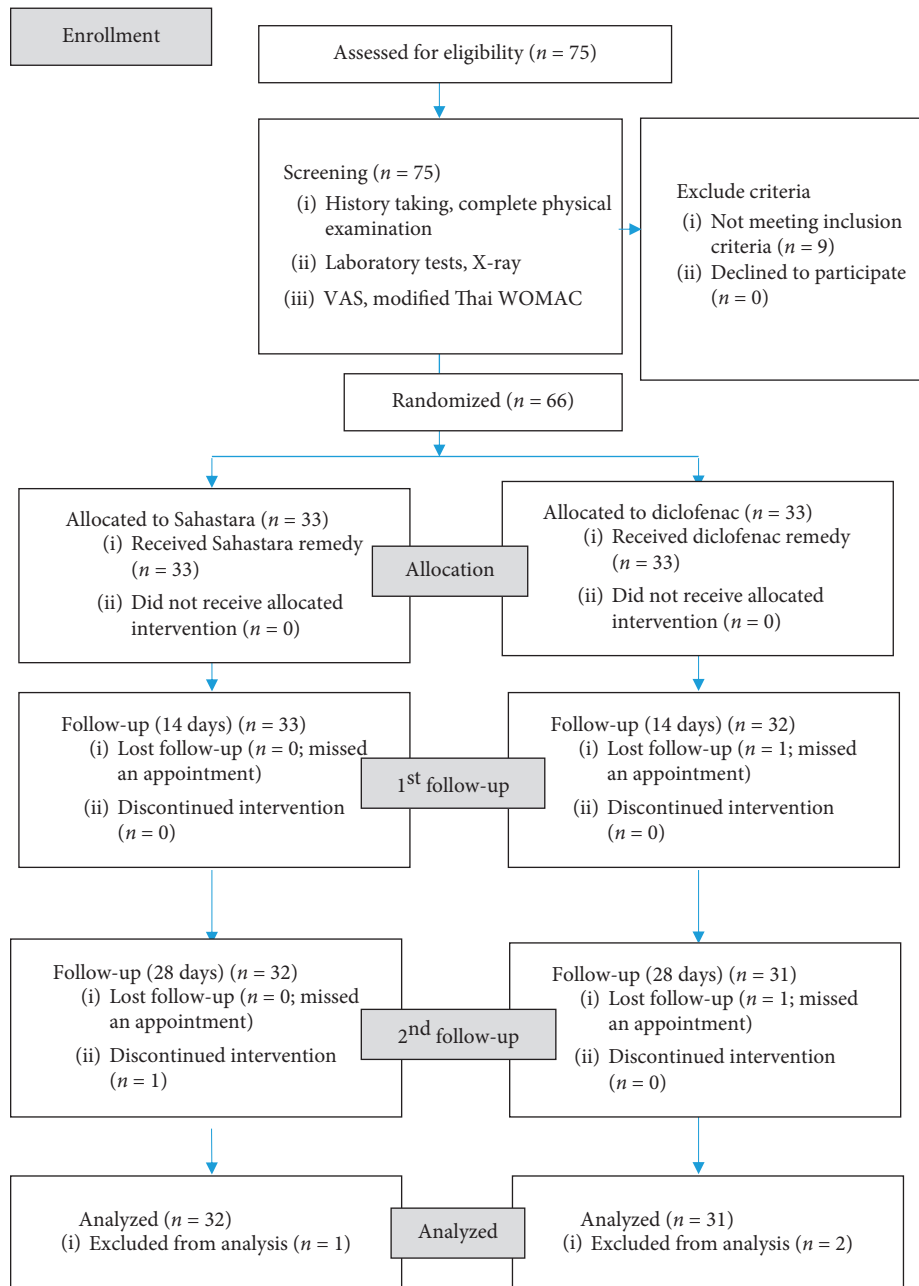 Enrollment
Assessed for eligibility (n = 75)
Screening (n = 75)
(i) History taking, complete physical
examination
(ii) Laboratory tests, X-ray
(iii) VAS, modified Thai WOMAC
Exclude criteria
(i) Not meeting inclusion
criteria (n = 9)
(ii) Declined to participate
(n = 0)
Randomized (n = 66)
Allocated to Sahastara (n = 33)
(i) Received Sahastara remedy
(n = 33)
(ii) Did not receive allocated
intervention (n = 0)
Allocation
Allocated to diclofenac (n = 33)
(i) Received diclofenac remedy
(n = 33)
(ii) Did not receive allocated
intervention (n = 0)
Follow-up (14 days) (n = 33)
(i) Lost follow-up (n = 0; missed
an appointment)
(ii) Discontinued intervention
(n = 0)
1st follow-up
Follow-up (14 days) (n = 32)
(i) Lost follow-up (n = 1; missed
an appointment)
(ii) Discontinued intervention
(n = 0)
Follow-up (28 days) (n = 32)
(i) Lost follow-up (n = 0; missed
an appointment)
(ii) Discontinued intervention
(n = 1)
2nd follow-up
Follow-up (28 days) (n = 31)
(i) Lost follow-up (n = 1; missed
an appointment)
(ii) Discontinued intervention
(n = 0)
Analyzed (n = 32)
(i) Excluded from analysis (n = 1)
Analyzed
Analyzed (n = 31)
(i) Excluded from analysis (n = 2)